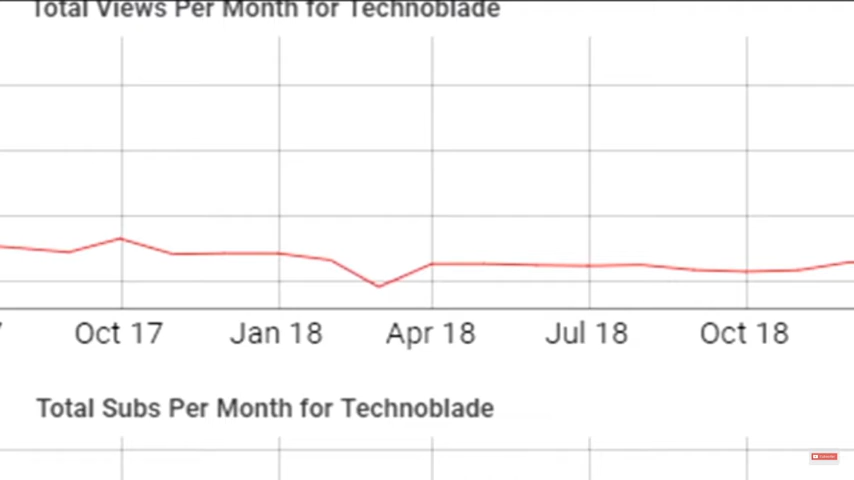 Total Views Per Month for Technoblade
Oct 17 Jan 18 Apr 18 Jul 18 Oct 18
Total Subs Per Month for Technoblade